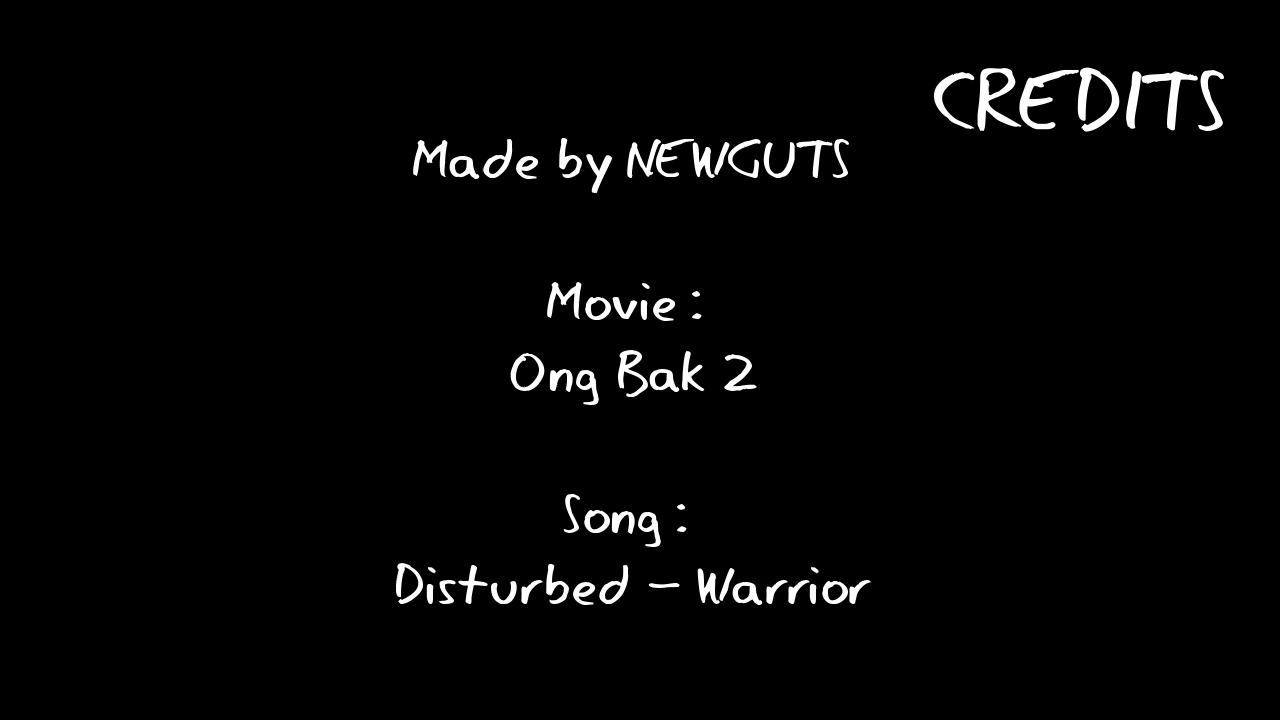 CREDITS
Made by NEWGUTS
Movie :
Ong Bak 2
Song :
Disturbed - Warrior